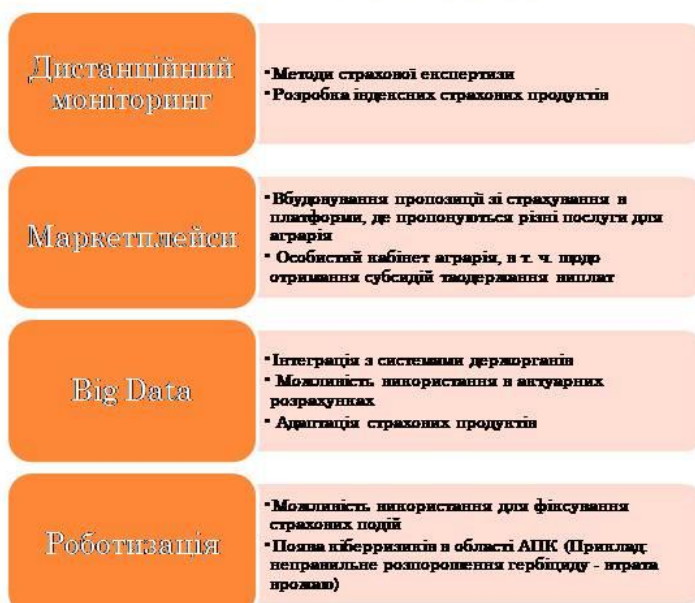 Дистанційний
моніторинг
▪Методи страхової експертизи
▪Розробка індексних страхових продуктів
Маркетплейси
▪Вбудовування пропозиції зі страхування в
платформи, де пропонуються різні послуги для
аграрія
▪ Особистий кабінет аграрія, в т. ч. щодо
отримання субсидій таодержання виплат
Big Data
▪Інтеграція з системами держорганів
▪ Можливість використання в актуарних
розрахунках
▪ Адаптація страхових продуктів
Роботизація
▪Можливість використання для фіксування
страхових подій
▪Поява кіберризиків в області АПК (Приклад:
неправильне розпорошення гербіциду - втрата
врожаю)